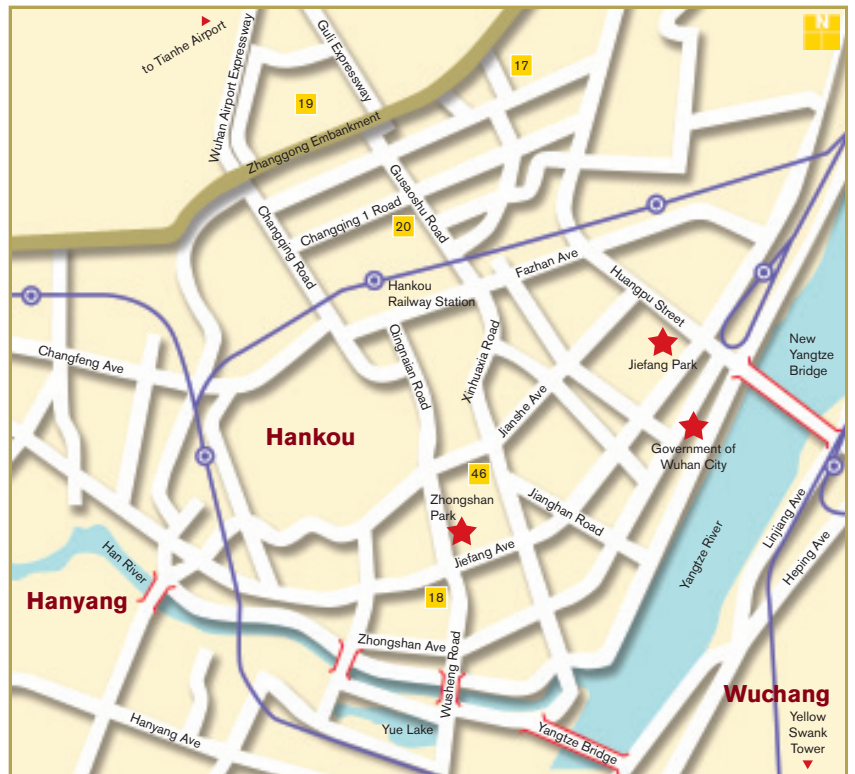 N
to Tianhe Airport
Wuhan Airport Expressway
Guli Expressway
17
19
Zhanggong Embankment
Gusaoshu Road
Changqing 1 Road
20
Changqing Road
Fazhan Ave
Hankou
Railway Station
Huangpu Street
New
Yangtze
Bridge
Changfeng Ave
Qingnaian Road
Xinhuaxia Road
Jiefang Park
Jianshe Ave
Hankou
Government of
Wuhan City
46
Zhongshan
Park
Jianghan Road
Linjiang Ave
Heping Ave
Yangtze River
Jiefang Ave
Han River
Hanyang
18
Zhongshan Ave
Wusheng Road
Wuchang
Yellow
Swank
Tower
Hanyang Ave
Yue Lake
Yangtze Bridge